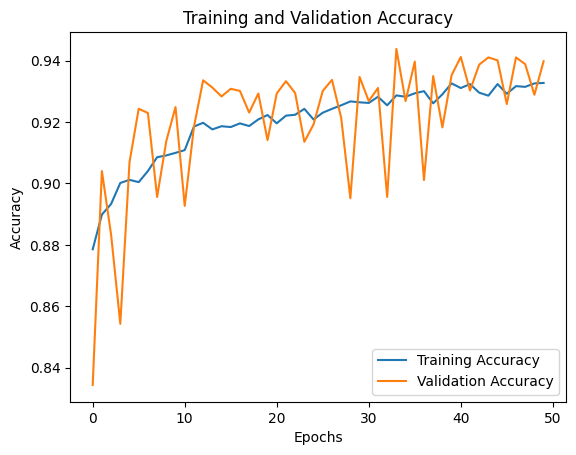 Training and Validation Accuracy
0.94
0.92
0.90
0.88
0.86
0.84
Accuracy
0
10
20
30
40
50
Epochs
Training Accuracy
Validation Accuracy